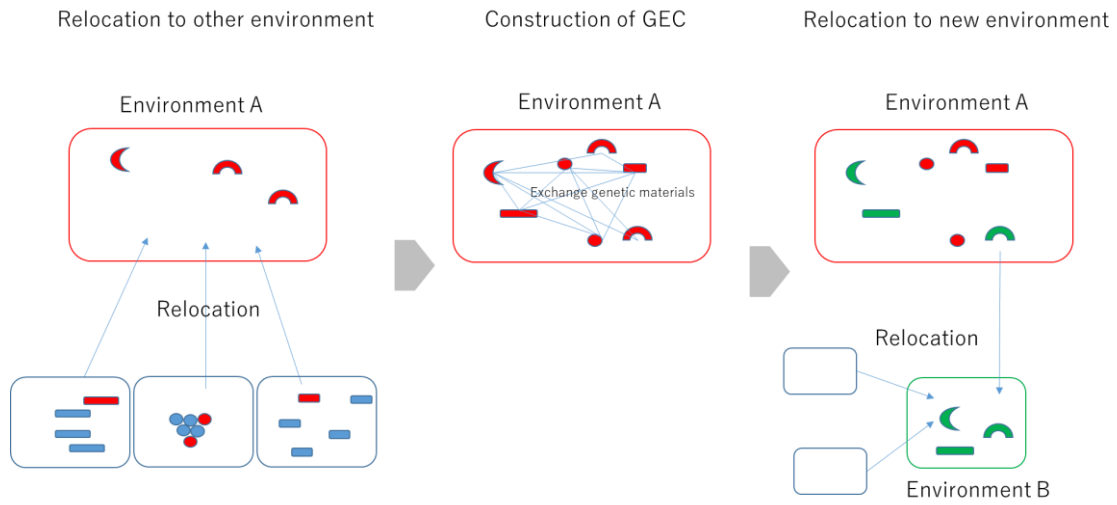 Relocation to other environment
Construction of GEC
Relocation to new environment
Environment A
Environment A
Environment A
Exchange genetic materials
Relocation
Relocation
Environment B